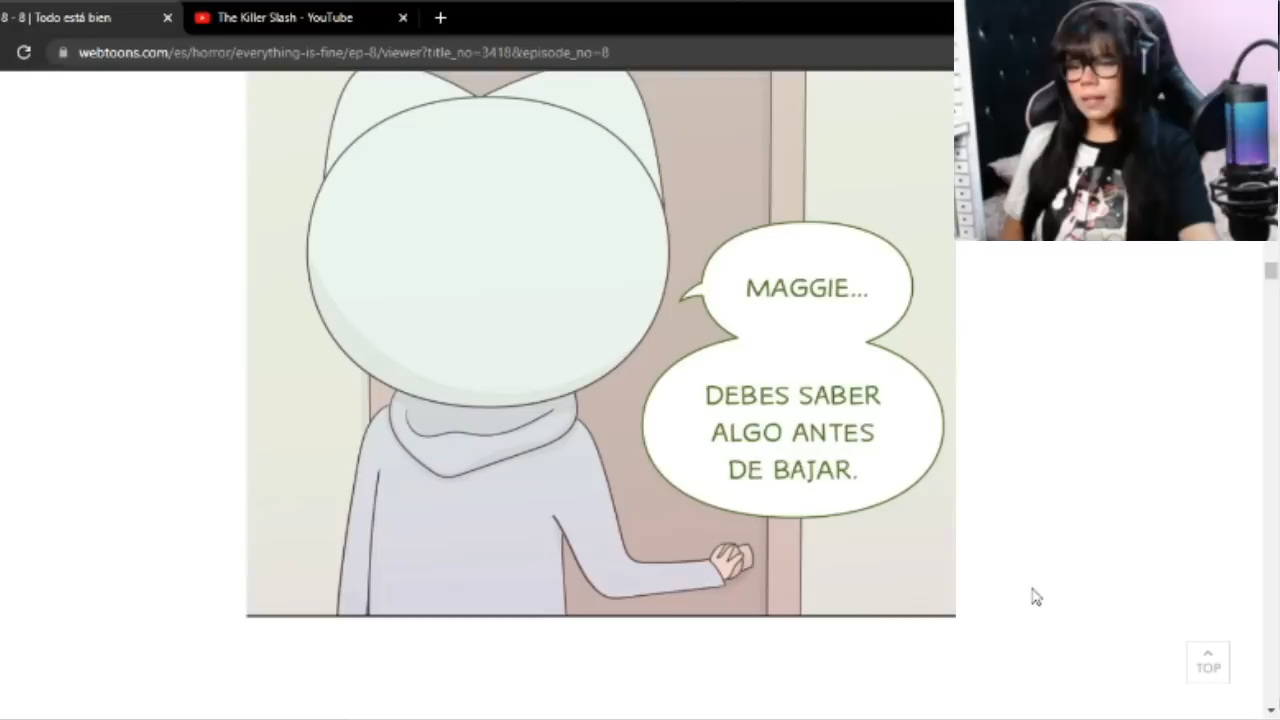 8 - 8 | Todo está bien
The Killer Slash - YouTube
webtoons.com/es/horror/everything-is-fine/ep-8/viewer?title_no=3418&episode_no=8
MAGGIE...
DEBES SABER
ALGO ANTES
DE BAJAR.
TOP